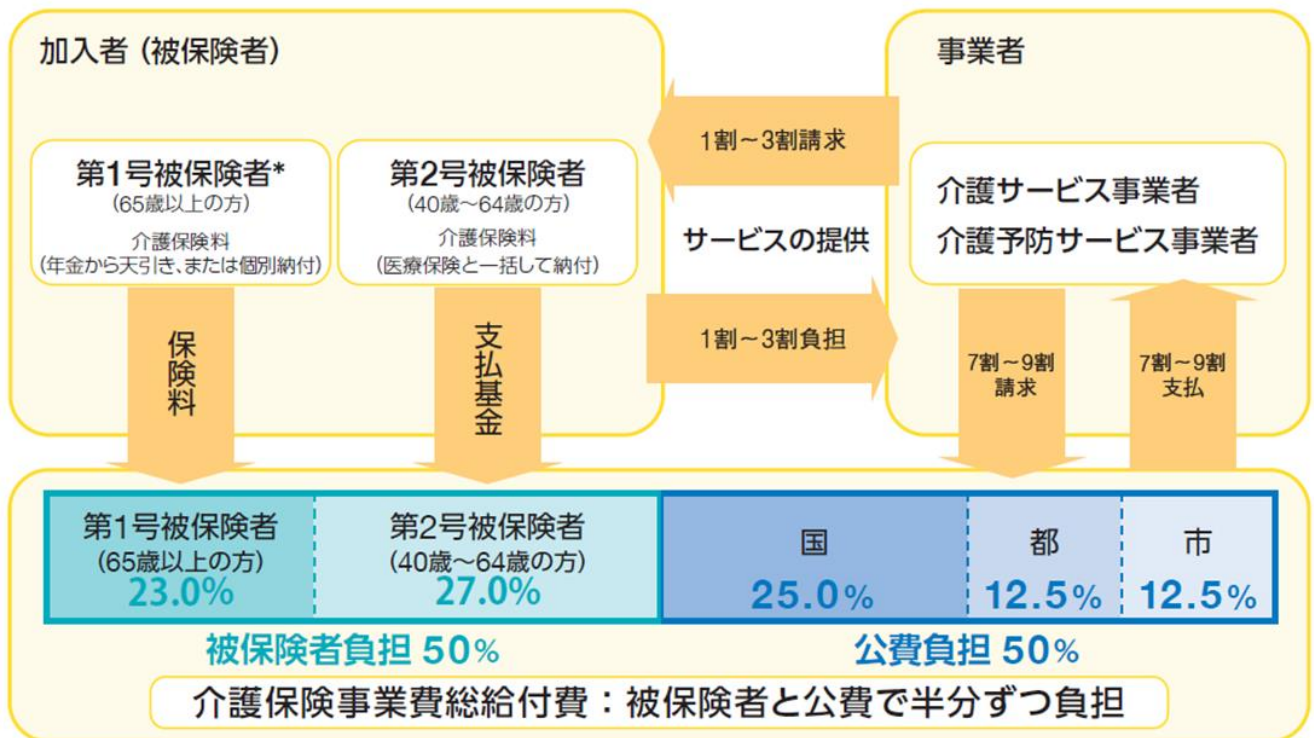 加入者（被保険者）
第1号被保険者*
（65歳以上の方）
介護保険料
（年金から天引き、または個別納付）
第2号被保険者
（40歳～64歳の方）
介護保険料
（医療保険と一括して納付）
保険料
支払基金
1割～3割請求
サービスの提供
1割～3割負担
事業者
介護サービス事業者
介護予防サービス事業者
7割～9割
請求
7割～9割
支払
第1号被保険者
（65歳以上の方）
23.0%
第2号被保険者
（40歳～64歳の方）
27.0%
国
25.0%
都
12.5%
市
12.5%
被保険者負担 50%
公費負担 50%
介護保険事業費総給付費：被保険者と公費で半分ずつ負担